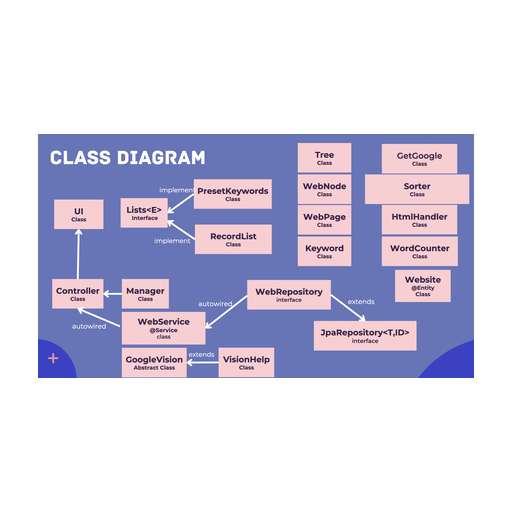 CLASS DIAGRAM
Tree
Class
GetGoogle
Class
implement
PresetKeywords
Class
WebNode
Class
Sorter
Class
UI
Class
Lists<E>
Interface
WebPage
Class
HtmlHandler
Class
implement
RecordList
Class
Keyword
Class
WordCounter
Class
Website
@Entity
Class
Controller
Class
Manager
Class
WebRepository
interface
autowired
extends
autowired
WebService
@Service
class
JpaRepository<T,ID>
interface
GoogleVision
Abstract Class
extends
VisionHelp
Class
+